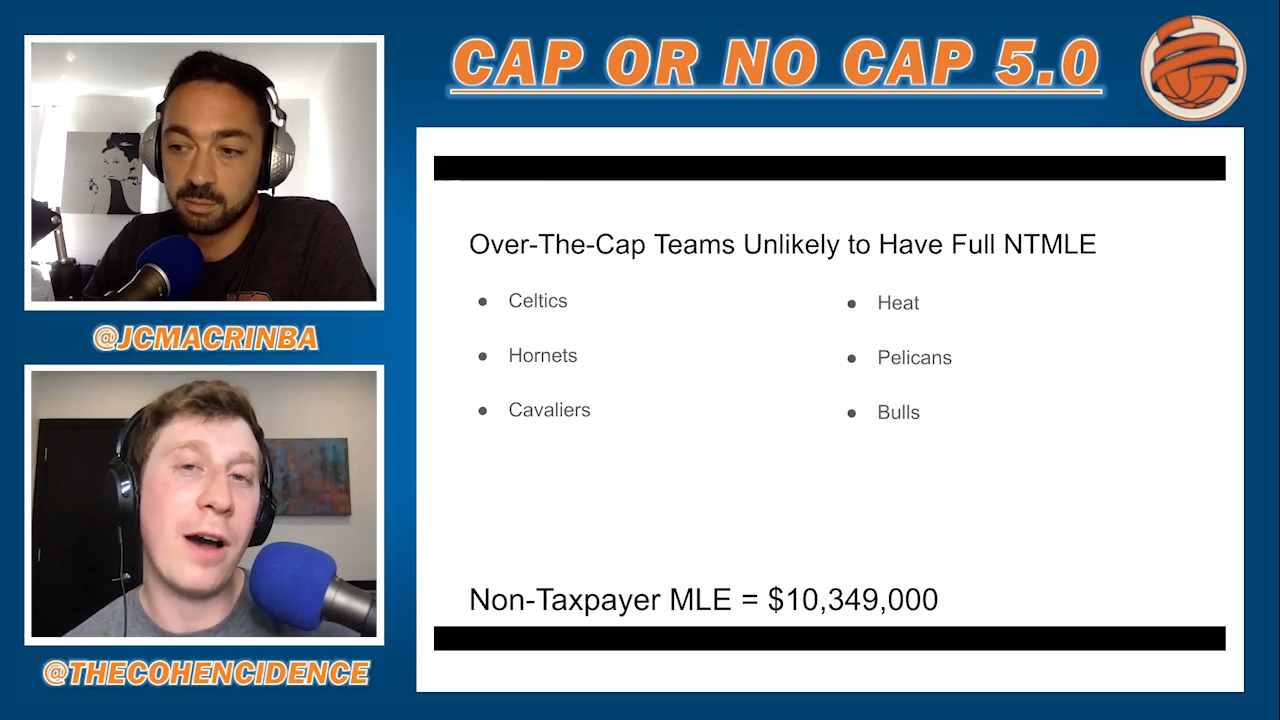 CAP OR NO CAP 5.0
@JCMACRINBA
@THECOHENCIDENCE
Over-The-Cap Teams Unlikely to Have Full NTMLE
● Celtics
● Hornets
● Cavaliers
● Heat
● Pelicans
● Bulls
Non-Taxpayer MLE = $10,349,000